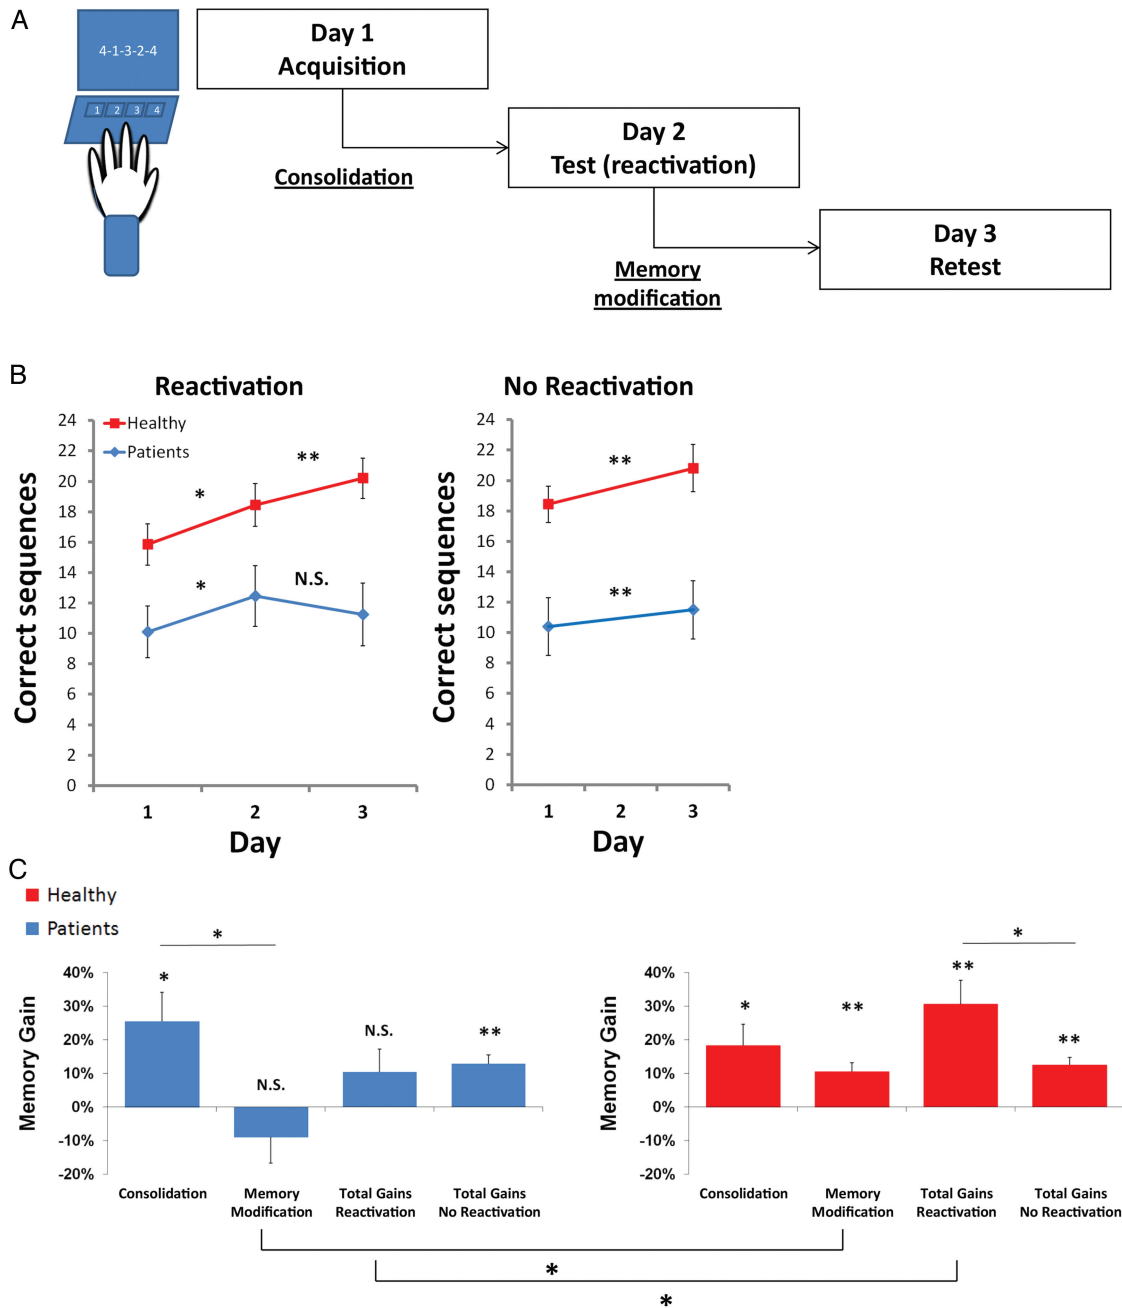 A
4-1-3-2-4
1 2 3 4
Day 1
Acquisition
Consolidation
Day 2
Test (reactivation)
Memory
modification
Day 3
Retest
B
Reactivation
Healthy
Patients
Correct sequences
24
22
20
18
16
14
12
10
8
6
4
2
0
*
**
*
N.S.
1 2 3
Day
No Reactivation
Correct sequences
24
22
20
18
16
14
12
10
8
6
4
2
0
**
**
1 2 3
Day
C
Healthy
Patients
*
Memory Gain
40%
30%
20%
10%
0%
-10%
-20%
*
N.S.
N.S.
**
Consolidation
Memory
Modification
Total Gains
Reactivation
Total Gains
No Reactivation
*
Memory Gain
40%
30%
20%
10%
0%
-10%
-20%
*
**
**
**
Consolidation
Memory
Modification
Total Gains
Reactivation
Total Gains
No Reactivation
*
*